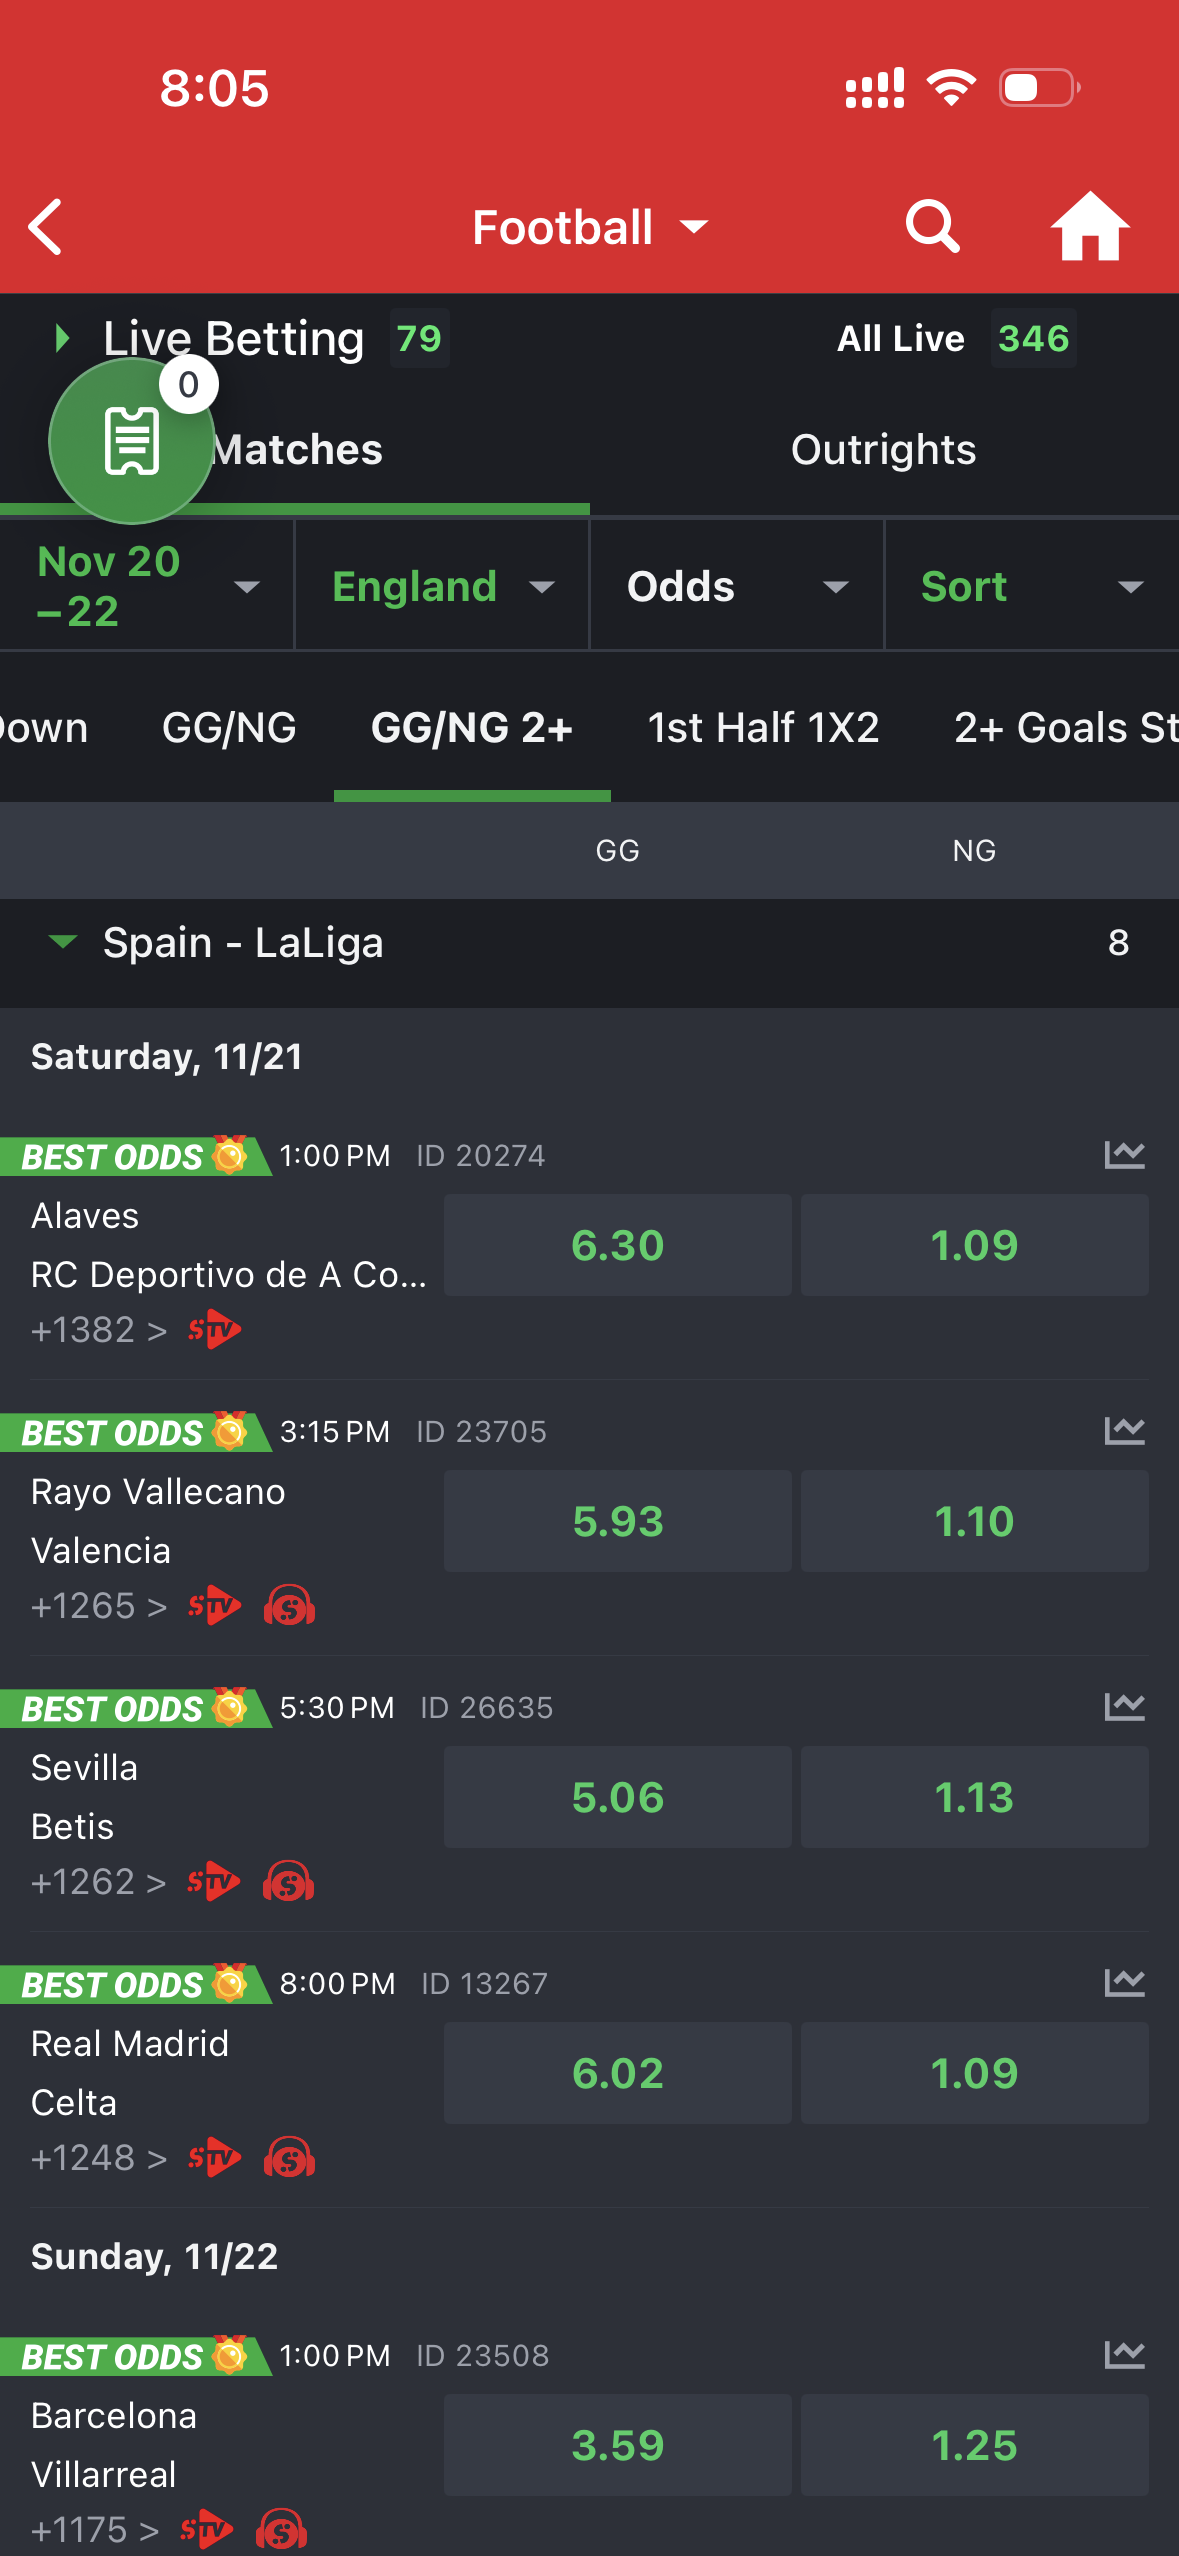 8:05
Football
Live Betting 79 All Live 346
0
Matches Outrights
Nov 20
–22
England Odds Sort
Down GG/NG GG/NG 2+ 1st Half 1X2 2+ Goals St
GG NG
Spain - LaLiga 8
Saturday, 11/21
BEST ODDS 1:00 PM ID 20274
Alaves 6.30 1.09
RC Deportivo de A Co...
+1382 > STV
BEST ODDS 3:15 PM ID 23705
Rayo Vallecano 5.93 1.10
Valencia
+1265 > STV
BEST ODDS 5:30 PM ID 26635
Sevilla 5.06 1.13
Betis
+1262 > STV
BEST ODDS 8:00 PM ID 13267
Real Madrid 6.02 1.09
Celta
+1248 > STV
Sunday, 11/22
BEST ODDS 1:00 PM ID 23508
Barcelona 3.59 1.25
Villarreal
+1175 > STV